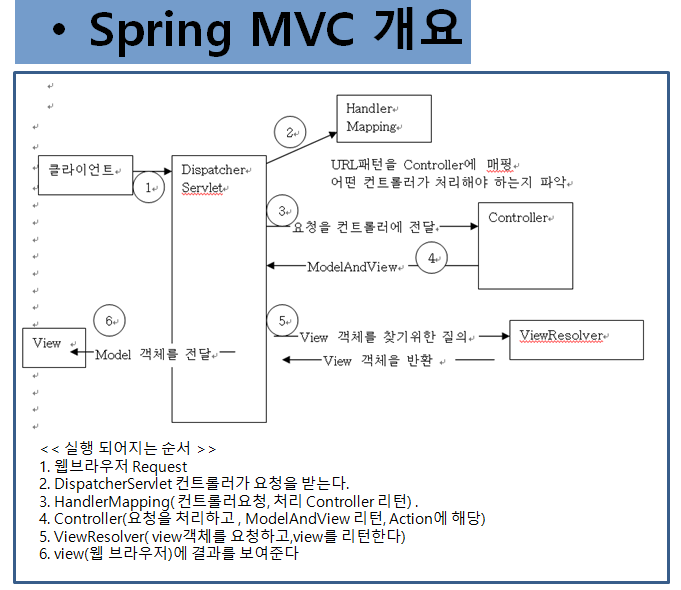 • Spring MVC 개요
Handler
Mapping
2
클라이언트
1
Dispatcher
Servlet
URL패턴을 Controller에 매핑
어떤 컨트롤러가 처리해야 하는지 파악
3
요청을 컨트롤러에 전달
Controller
ModelAndView
4
6
5
View
Model 객체를 전달
View 객체를 찾기위한 질의
ViewResolver
View 객체을 반환
<< 실행 되어지는 순서 >>
1. 웹브라우저 Request
2. DispatcherServlet 컨트롤러가 요청을 받는다.
3. HandlerMapping( 컨트롤러요청, 처리 Controller 리턴) .
4. Controller(요청을 처리하고 , ModelAndView 리턴, Action에 해당)
5. ViewResolver( view객체를 요청하고,view를 리턴한다)
6. view(웹 브라우저)에 결과를 보여준다